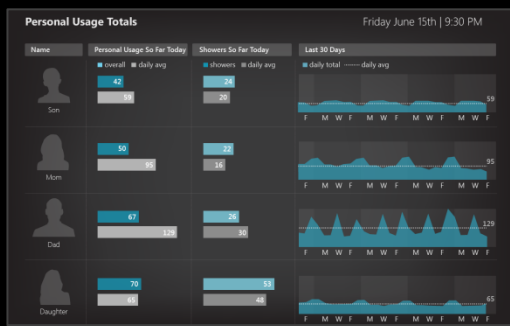 Personal Usage Totals
Friday June 15th | 9:30 PM
Name
Personal Usage So Far Today
Showers So Far Today
Last 30 Days
overall daily avg
showers daily avg
daily total daily avg
42
59
24
20
59
F M W F M W F M W F M W F
Son
50
95
22
16
95
F M W F M W F M W F M W F
Mom
67
129
26
30
129
F M W F M W F M W F M W F
Dad
70
65
53
48
65
F M W F M W F M W F M W F
Daughter